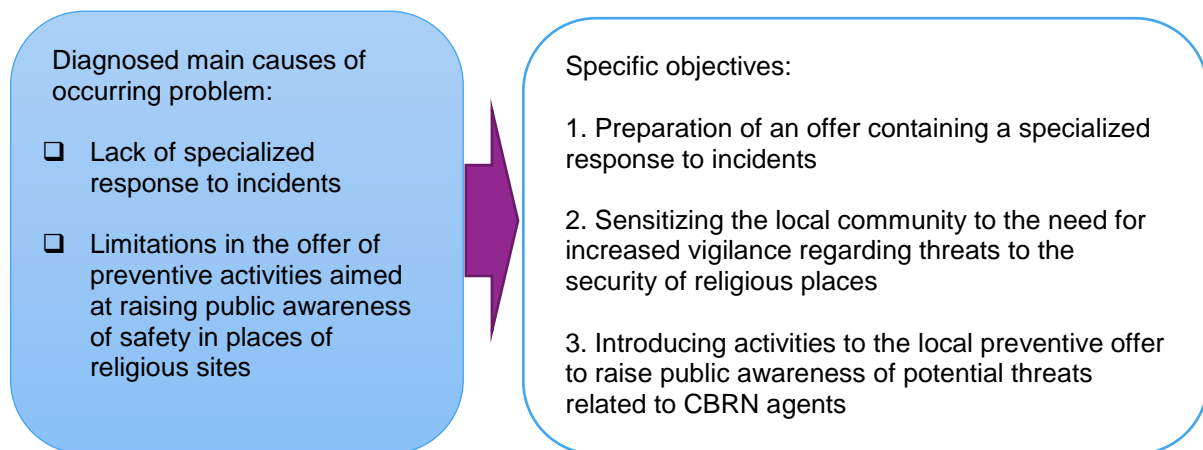 Diagnosed main causes of
occurring problem:
❑ Lack of specialized
response to incidents
❑ Limitations in the offer of
preventive activities aimed
at raising public awareness
of safety in places of
religious sites
Specific objectives:
1. Preparation of an offer containing a specialized
response to incidents
2. Sensitizing the local community to the need for
increased vigilance regarding threats to the
security of religious places
3. Introducing activities to the local preventive offer
to raise public awareness of potential threats
related to CBRN agents